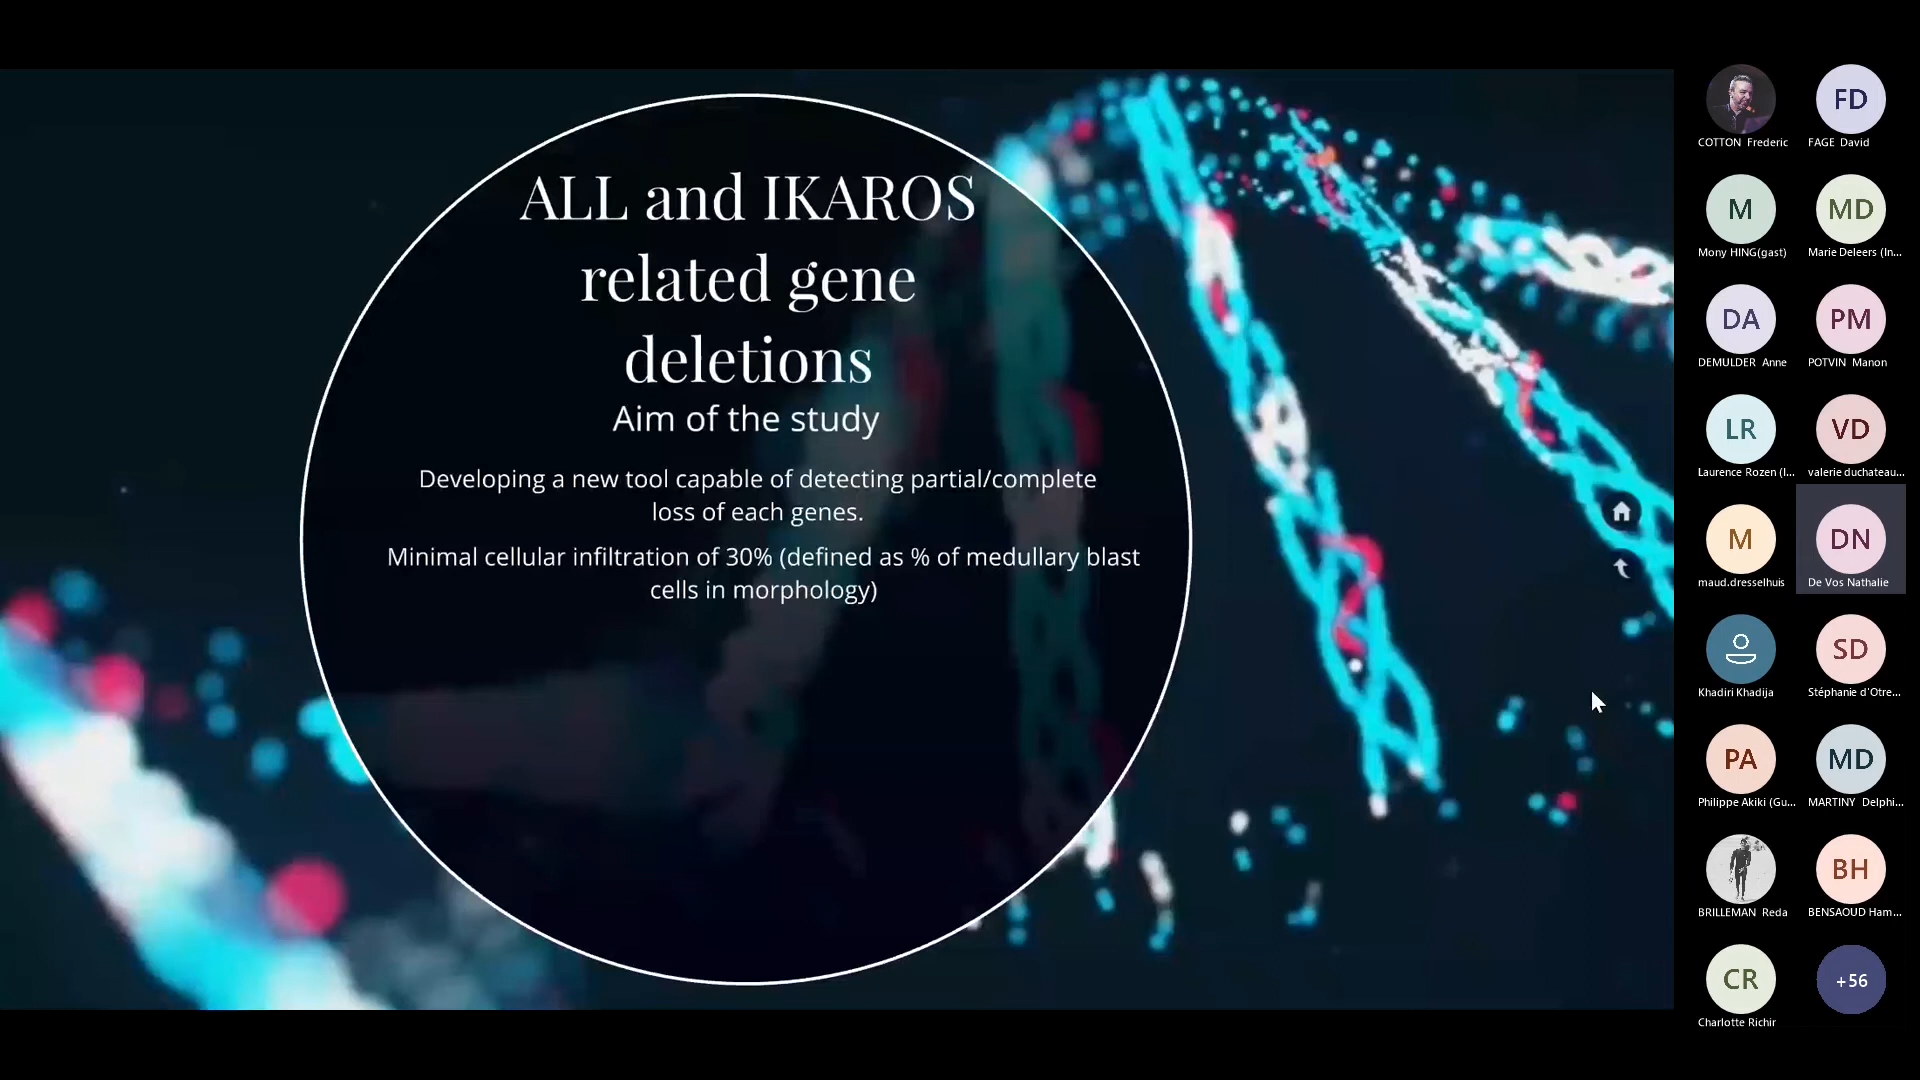 ALL and IKAROS
related gene
deletions
Aim of the study
Developing a new tool capable of detecting partial/complete
loss of each genes.
Minimal cellular infiltration of 30% (defined as % of medullary blast
cells in morphology)
COTTON Frederic
FD
FAGE David
M
Mony HING(gast)
MD
Marie Deleers (In...
DA
DEMULDER Anne
PM
POTVIN Manon
LR
Laurence Rozen (I...
VD
valerie duchateau...
M
maud.dresselhuis
DN
De Vos Nathalie
Khadiri Khadija
SD
Stéphanie d'Otre...
PA
Philippe Akiki (Gu...
MD
MARTINY Delphi...
BRILLEMAN Reda
BH
BENSAOUD Ham...
CR
Charlotte Richir
+56